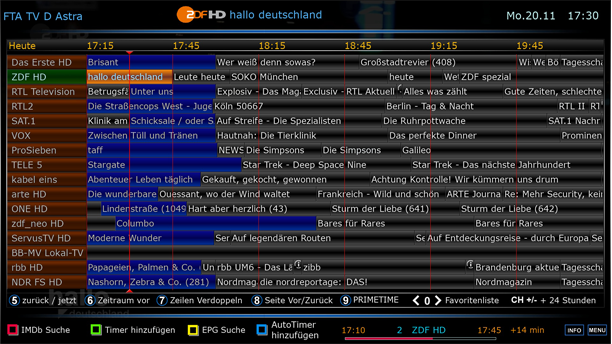 FTA TV D Astra
ZDF HD hallo deutschland
Mo.20.11 17:30
Heute 17:15 17:45 18:15 18:45 19:15 19:45
Das Erste HD Brisant Wer weiß denn sowas? Großstadtrevier (408) Wi We Bö Tagessch
ZDF HD hallo deutschland Leute heute SOKO München heute We ZDF spezial
RTL Television Betrugsfä Unter uns Explosiv - Das Mag Exclusiv - RTL Aktuell Alles was zählt Gute Zeiten, schlechte
RTL2 Die Straßencops West - Juge Köln 50667 Berlin - Tag & Nacht RTL II RT
SAT.1 Klinik am Schicksale / oder S Auf Streife - Die Spezialisten Die Ruhrpottwache SAT.1 Nachr
VOX Zwischen Tüll und Tränen Hautnah: Die Tierklinik Das perfekte Dinner Prominen
ProSieben taff NEWS Die Simpsons Die Simpsons Galileo
TELE 5 Stargate Star Trek - Deep Space Nine Star Trek - Das nächste Jahrhundert
kabel eins Abenteuer Leben täglich Gekauft, gekocht, gewonnen Achtung Kontrolle! Wir kümmern uns drum
arte HD Die wunderbare Ouessant, wo der Wind waltet Frankreich - Wild und schön ARTE Journa Re: Mehr Security, kein
ONE HD Lindenstraße (1049 Hart aber herzlich (43) Sturm der Liebe (641) Sturm der Liebe (642)
zdf_neo HD Columbo Bares für Rares Bares für Rares
ServusTV HD Moderne Wunder Ser Auf legendären Routen Se Auf Entdeckungsreise - durch Europa Se
BB-MV Lokal-TV
rbb HD Papageien, Palmen & Co. Un rbb UM6 - Das Lä zibb Brandenburg aktue Tagessch
NDR FS HD Nashorn, Zebra & Co. (281) Nordmag die nordreportage: DAS! Nordmagazin Tagessch
5 zurück / jetzt 6 Zeitraum vor 7 Zeilen Verdoppeln 8 Seite Vor/Zurück 9 PRIMETIME < 0 > Favoritenliste CH +/- + 24 Stunden
IMDb Suche Timer hinzufügen EPG Suche AutoTimer hinzufügen 17:10 2 ZDF HD 17:45 +14 min INFO MENU